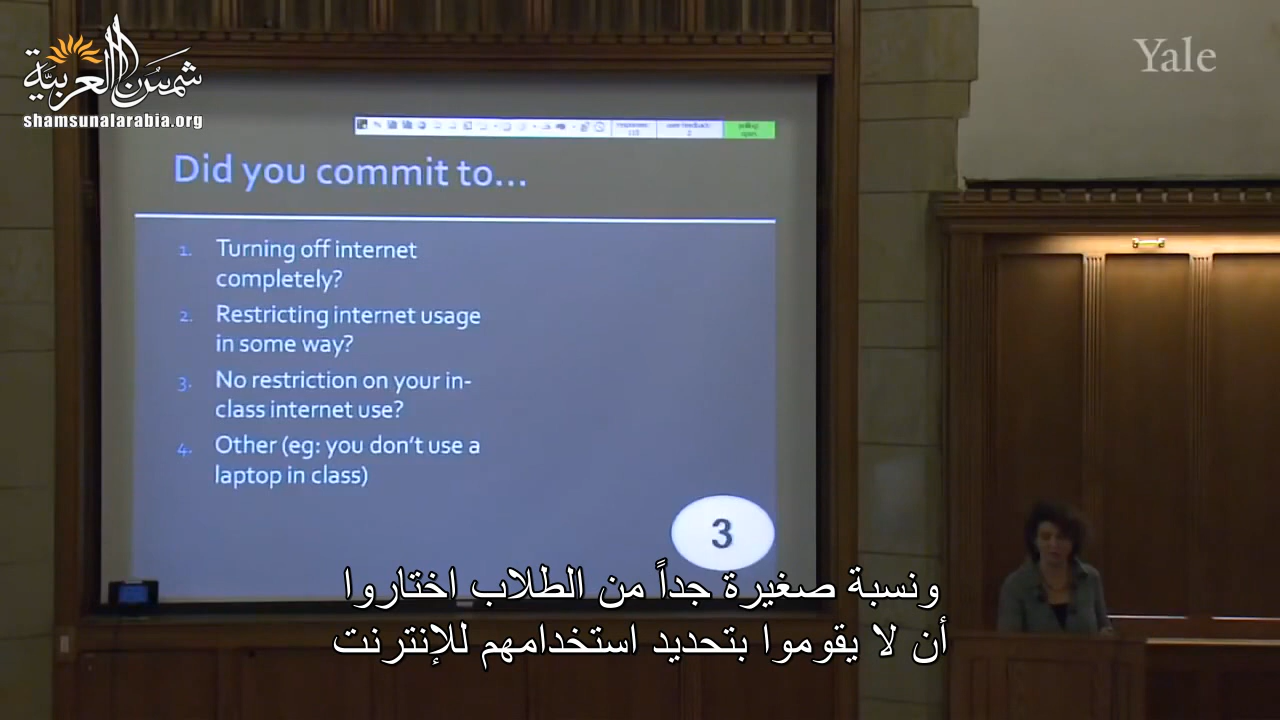 شمس العربية
shamsunalarabia.org
Yale
Did you commit to...
1. Turning off internet
completely?
2. Restricting internet usage
in some way?
3. No restriction on your in-
class internet use?
4. Other (eg: you don't use a
laptop in class)
3
ونسبة صغيرة جداً من الطلاب اختاروا
أن لا يقوموا بتحديد استخدامهم للإنترنت